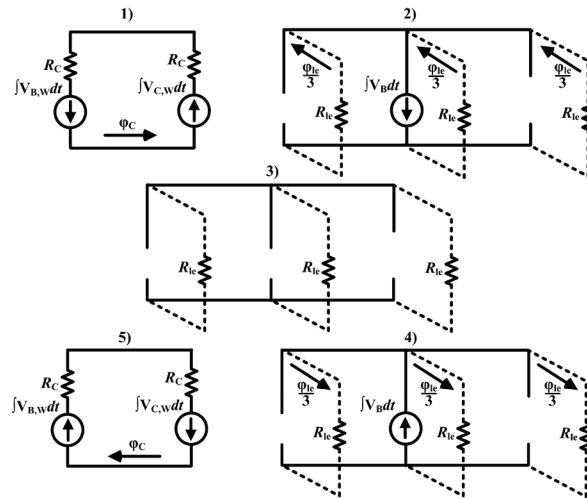 1)
R_C
R_C
∫V_B,W dt
∫V_C,W dt
φ_C
2)
φ_le/3
φ_le/3
φ_le/3
∫V_B dt
R_le
R_le
R_le
3)
R_le
R_le
R_le
5)
R_C
R_C
∫V_B,W dt
∫V_C,W dt
φ_C
4)
φ_le/3
φ_le/3
φ_le/3
∫V_B dt
R_le
R_le
R_le